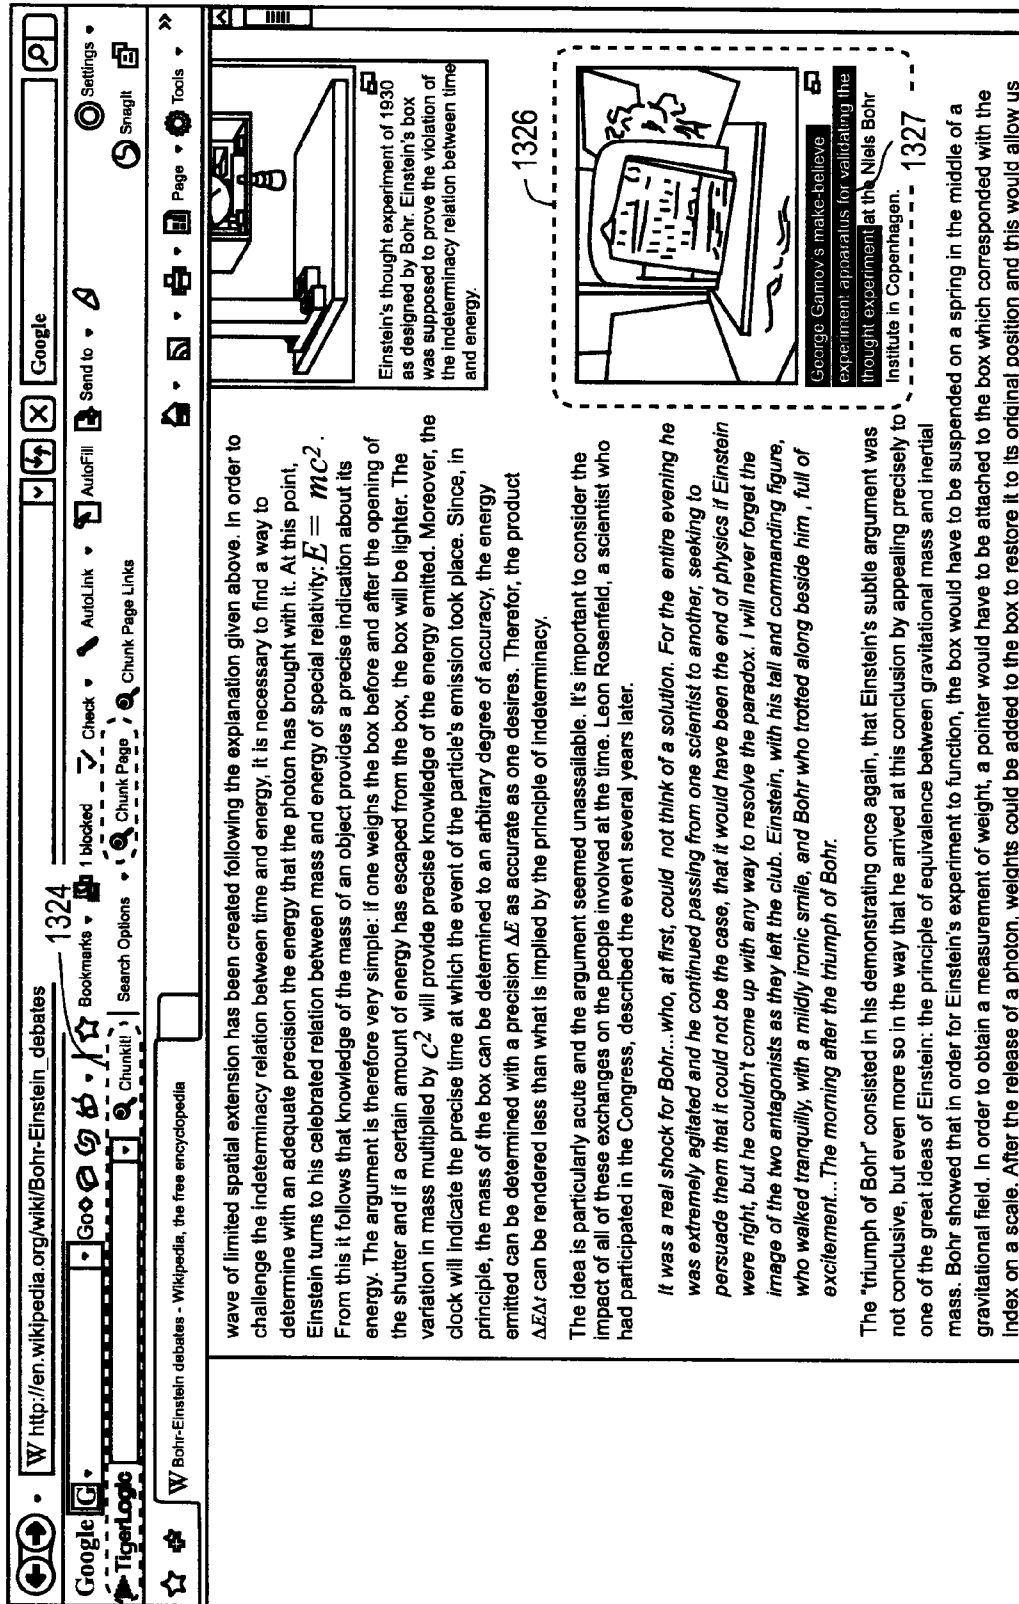 W http://en.wikipedia.org/wiki/Bohr-Einstein_debates
Google
Google
G
Go
1324
Bookmarks
1 blocked
Check
AutoLink
AutoFill
Send to
Settings
TigerLogic
Chunkit!
Search Options
Chunk Page
Chunk Page Links
SnagIt
W Bohr-Einstein debates - Wikipedia, the free encyclopedia
Page
Tools
»
wave of limited spatial extension has been created following the explanation given above. In order to
challenge the indeterminacy relation between time and energy, it is necessary to find a way to
determine with an adequate precision the energy that the photon has brought with it. At this point,
Einstein turns to his celebrated relation between mass and energy of special relativity: E = mc².
From this it follows that knowledge of the mass of an object provides a precise indication about its
energy. The argument is therefore very simple: if one weighs the box before and after the opening of
the shutter and if a certain amount of energy has escaped from the box, the box will be lighter. The
variation in mass multiplied by c² will provide precise knowledge of the energy emitted. Moreover, the
clock will indicate the precise time at which the event of the particle's emission took place. Since, in
principle, the mass of the box can be determined to an arbitrary degree of accuracy, the energy
emitted can be determined with a precision ΔE as accurate as one desires. Therefor, the product
ΔEΔt can be rendered less than what is implied by the principle of indeterminacy.
Einstein's thought experiment of 1930
as designed by Bohr. Einstein's box
was supposed to prove the violation of
the indeterminacy relation between time
and energy.
The idea is particularly acute and the argument seemed unassailable. It's important to consider the
impact of all of these exchanges on the people involved at the time. Leon Rosenfeld, a scientist who
had participated in the Congress, described the event several years later.
It was a real shock for Bohr...who, at first, could not think of a solution. For the entire evening he
was extremely agitated and he continued passing from one scientist to another, seeking to
persuade them that it could not be the case, that it would have been the end of physics if Einstein
were right, but he couldn't come up with any way to resolve the paradox. I will never forget the
image of the two antagonists as they left the club. Einstein, with his tall and commanding figure,
who walked tranquilly, with a mildly ironic smile, and Bohr who trotted along beside him , full of
excitement...The morning after the triumph of Bohr.
1326
George Gamov's make-believe
experiment apparatus for validating the
thought experiment at the Niels Bohr
Institute in Copenhagen.
1327
The "triumph of Bohr" consisted in his demonstrating once again, that Einstein's subtle argument was
not conclusive, but even more so in the way that he arrived at this conclusion by appealing precisely to
one of the great ideas of Einstein: the principle of equivalence between gravitational mass and inertial
mass. Bohr showed that in order for Einstein's experiment to function, the box would have to be suspended on a spring in the middle of a
gravitational field. In order to obtain a measurement of weight, a pointer would have to be attached to the box which corresponded with the
index on a scale. After the release of a photon, weights could be added to the box to restore it to its original position and this would allow us